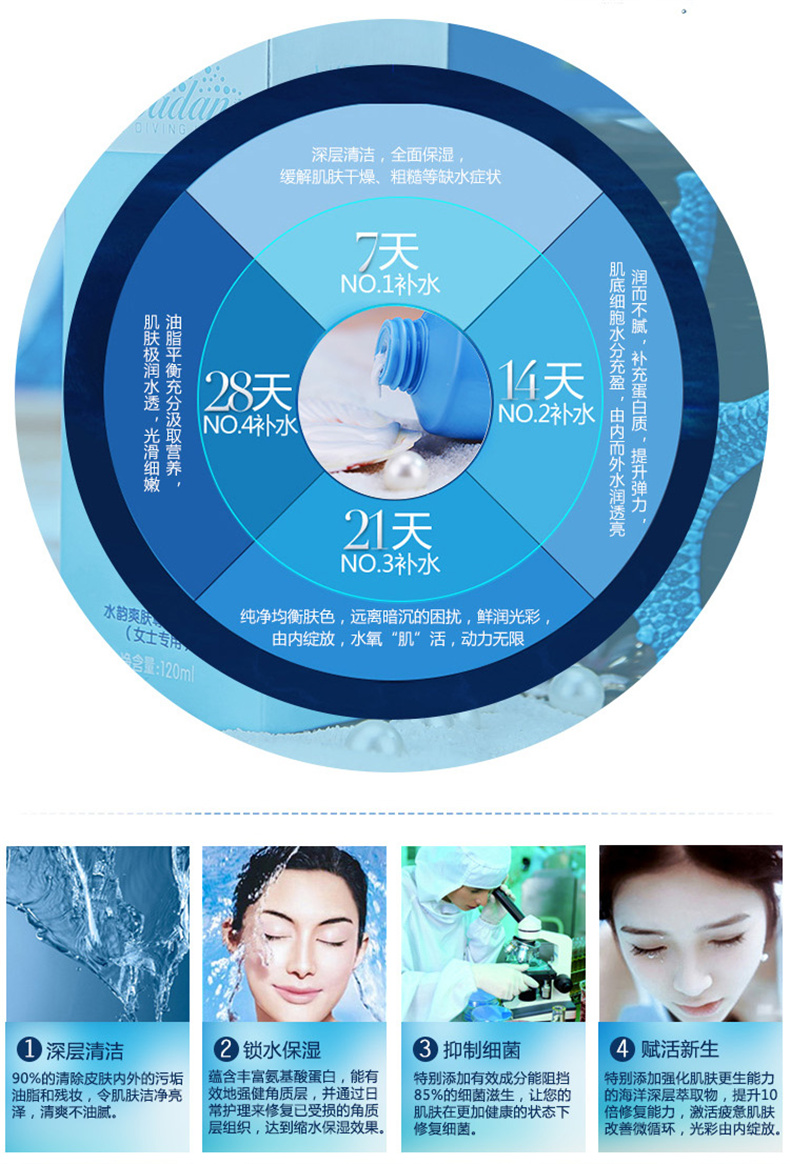 adan
DIVING
深层清洁，全面保湿，
缓解肌肤干燥、粗糙等缺水症状
7天
NO.1补水
润而不腻，补充蛋白质，提升弹力，
肌底细胞水分充盈，由内而外水润透亮
14天
NO.2补水
油脂平衡充分汲取营养，
肌肤极润水透，光滑细嫩
28天
NO.4补水
21天
NO.3补水
纯净均衡肤色，远离暗沉的困扰，鲜润光彩，
由内绽放，水氧“肌”活，动力无限
水韵爽肤
（女士专用
含量:120ml
1 深层清洁
90%的清除皮肤内外的污垢
油脂和残妆，令肌肤洁净亮
泽，清爽不油腻。
2 锁水保湿
蕴含丰富氨基酸蛋白，能有
效地强健角质层，并通过日
常护理来修复已受损的角质
层组织，达到缩水保湿效果。
3 抑制细菌
特别添加有效成分能阻挡
85%的细菌滋生，让您的
肌肤在更加健康的状态下
修复细菌。
4 赋活新生
特别添加强化肌肤更生能力
的海洋深层萃取物，提升10
倍修复能力，激活疲惫肌肤
改善微循环，光彩由内绽放。